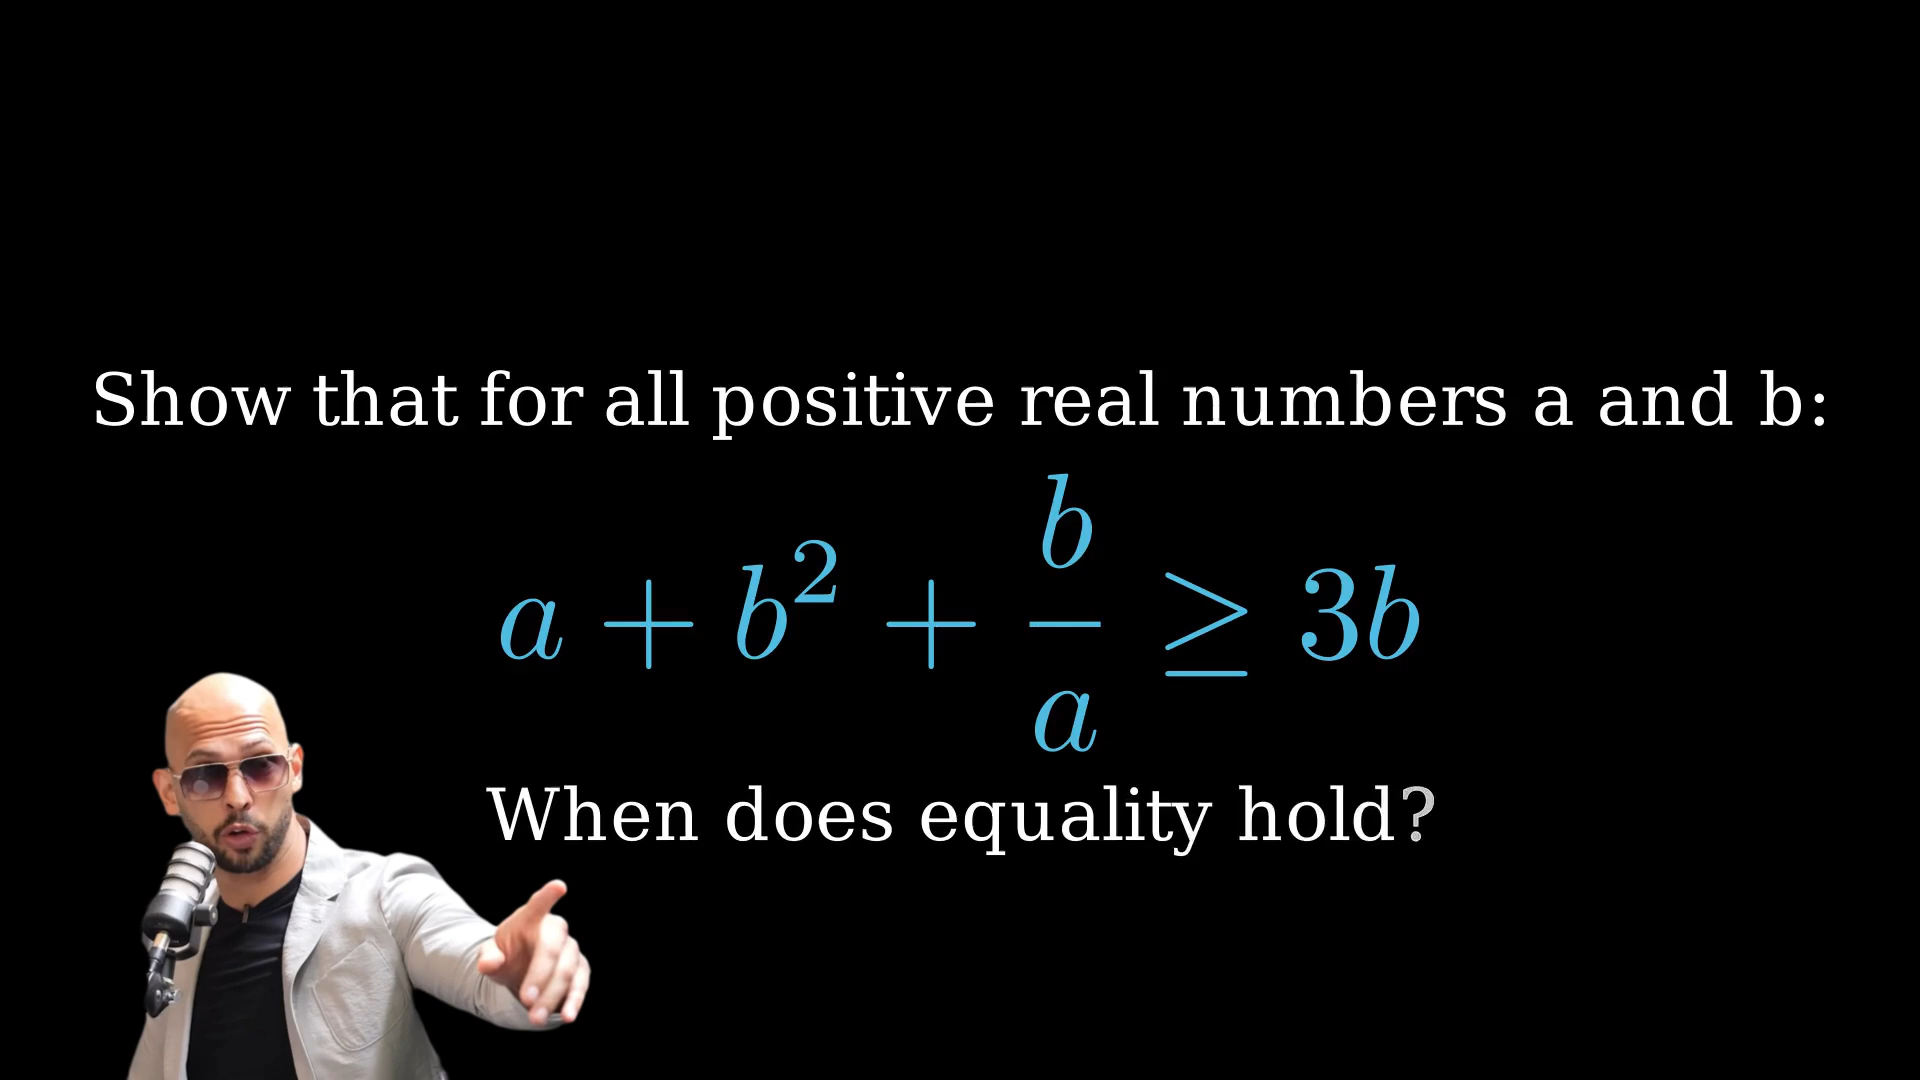 Show that for all positive real numbers a and b:
a + b² + b/a ≥ 3b
When does equality hold?